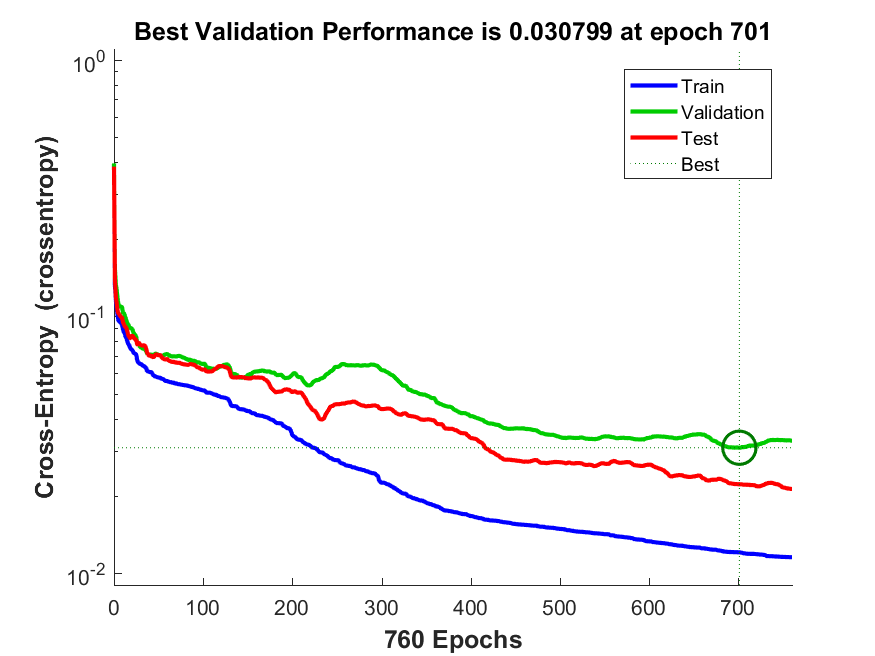 Best Validation Performance is 0.030799 at epoch 701
10^0
10^-1
10^-2
Cross-Entropy (crossentropy)
Train
Validation
Test
Best
0 100 200 300 400 500 600 700
760 Epochs